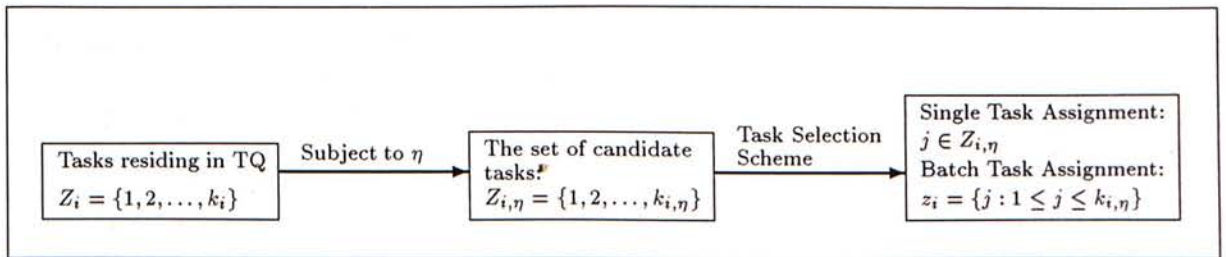 Tasks residing in TQ
Z_i = {1, 2, ..., k_i}
Subject to η
The set of candidate
tasks:
Z_{i,η} = {1, 2, ..., k_{i,η}}
Task Selection
Scheme
Single Task Assignment:
j ∈ Z_{i,η}
Batch Task Assignment:
z_i = {j : 1 ≤ j ≤ k_{i,η}}